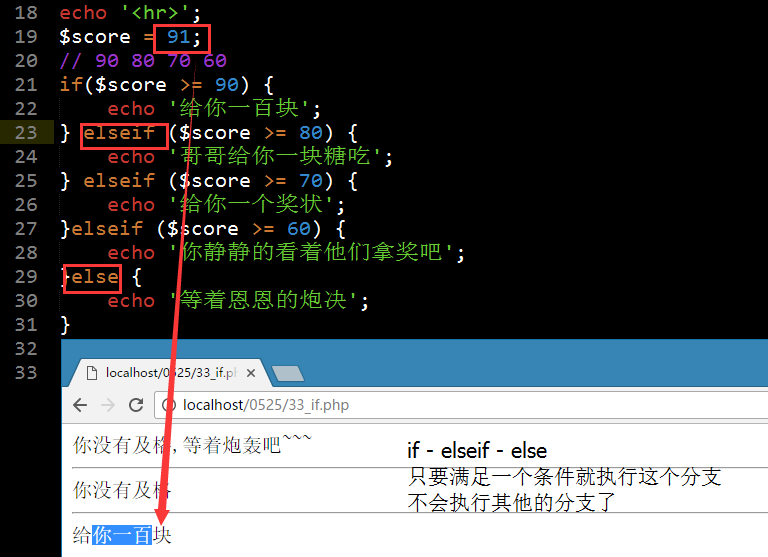 18 echo '<hr>';
19 $score = 91;
20 // 90 80 70 60
21 if($score >= 90) {
22 echo '给你一百块';
23 } elseif ($score >= 80) {
24 echo '哥哥给你一块糖吃';
25 } elseif ($score >= 70) {
26 echo '给你一个奖状';
27 }elseif ($score >= 60) {
28 echo '你静静的看着他们拿奖吧';
29 }else {
30 echo '等着恩恩的炮决';
31 }
32
33
localhost/0525/33_if.ph
localhost/0525/33_if.php
你没有及格,等着炮轰吧~~~
if - elseif - else
只要满足一个条件就执行这个分支
你没有及格
不会执行其他的分支了
给你一百块